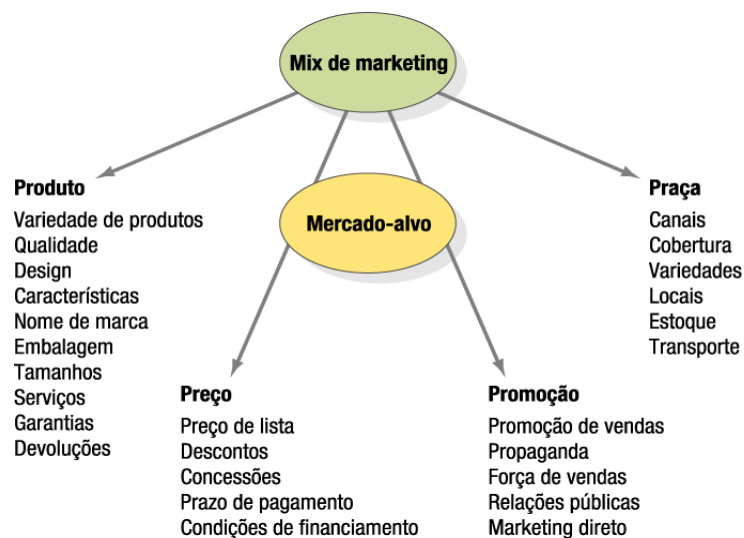 Mix de marketing
Mercado-alvo
Produto
Variedade de produtos
Qualidade
Design
Características
Nome de marca
Embalagem
Tamanhos
Serviços
Garantias
Devoluções
Preço
Preço de lista
Descontos
Concessões
Prazo de pagamento
Condições de financiamento
Promoção
Promoção de vendas
Propaganda
Força de vendas
Relações públicas
Marketing direto
Praça
Canais
Cobertura
Variedades
Locais
Estoque
Transporte